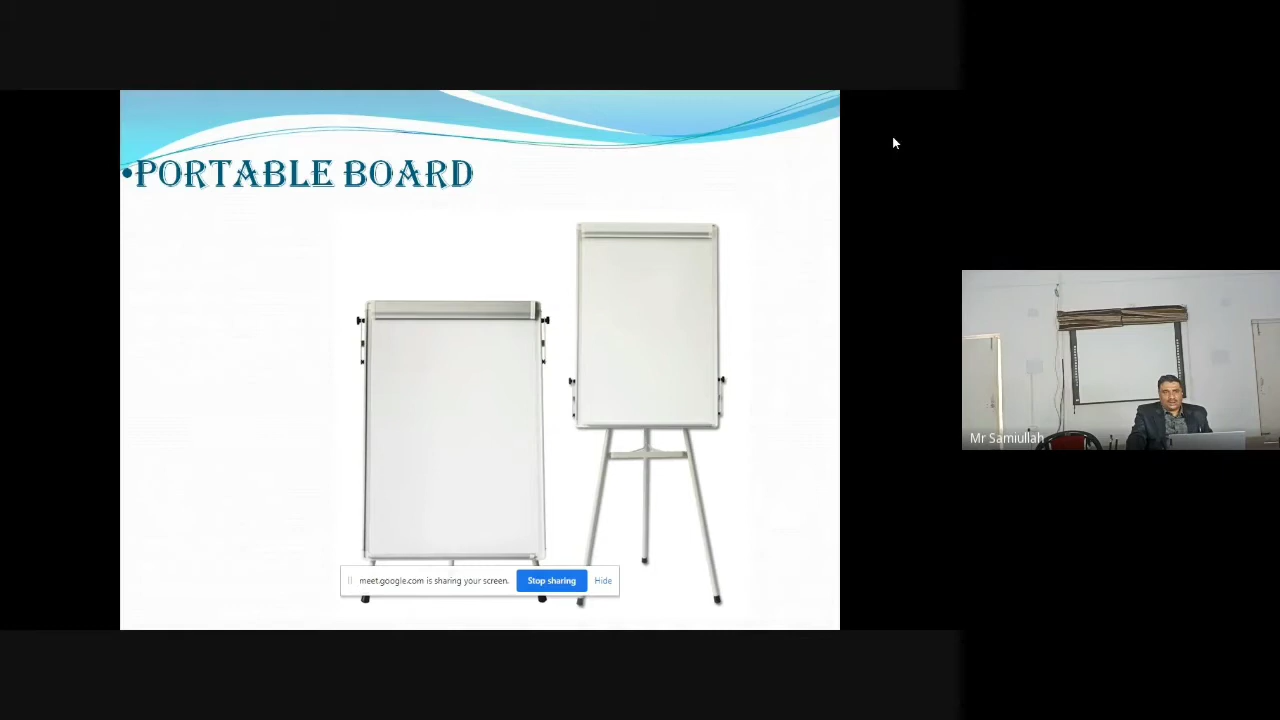 •PORTABLE BOARD
meet.google.com is sharing your screen.
Stop sharing
Hide
Mr Samiullah